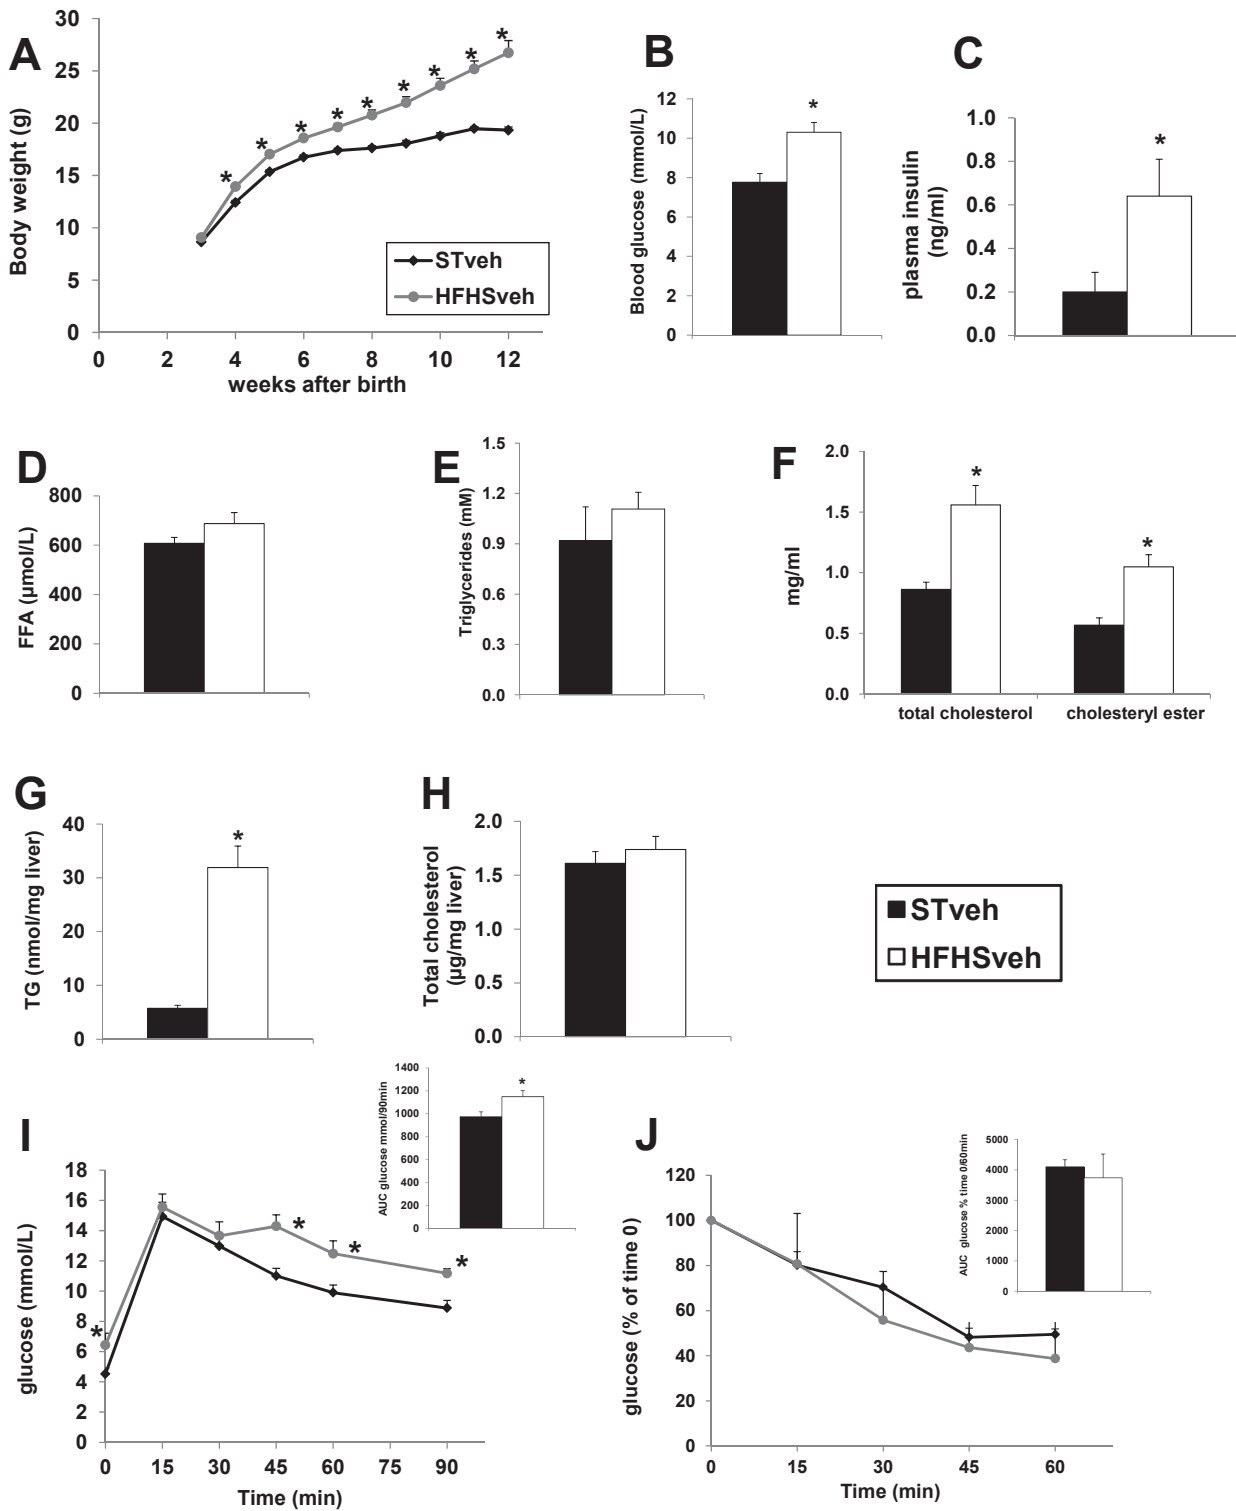 A
Body weight (g)
30
25
20
15
10
5
0
0 2 4 6 8 10 12
weeks after birth
* * * * * * * * *
STveh
HFHSveh
B
Blood glucose (mmol/L)
12
10
8
6
4
2
0
*
C
plasma insulin
(ng/ml)
1.0
0.8
0.6
0.4
0.2
0.0
*
D
FFA (µmol/L)
800
600
400
200
0
E
Triglycerides (mM)
1.5
1.2
0.9
0.6
0.3
0.0
F
mg/ml
2.0
1.5
1.0
0.5
0.0
* *
total cholesterol cholesteryl ester
G
TG (nmol/mg liver)
40
30
20
10
0
*
H
Total cholesterol
(µg/mg liver)
2.0
1.5
1.0
0.5
0.0
STveh
HFHSveh
I
glucose (mmol/L)
18
16
14
12
10
8
6
4
2
0
0 15 30 45 60 75 90
Time (min)
* * * *
AUC glucose mmol/90min
1400
1200
1000
800
600
400
200
0
*
J
glucose (% of time 0)
120
100
80
60
40
20
0
0 15 30 45 60
Time (min)
AUC glucose % time 0/60min
5000
4000
3000
2000
1000
0